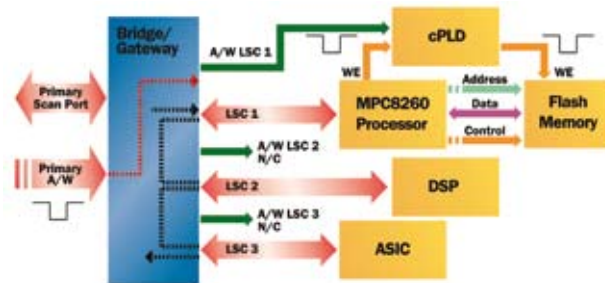 Bridge/
Gateway
A/W LSC 1
cPLD
WE
WE
Primary
Scan Port
LSC 1
MPC8260
Processor
Address
Data
Control
Flash
Memory
A/W LSC 2
N/C
Primary
A/W
LSC 2
DSP
A/W LSC 3
N/C
LSC 3
ASIC